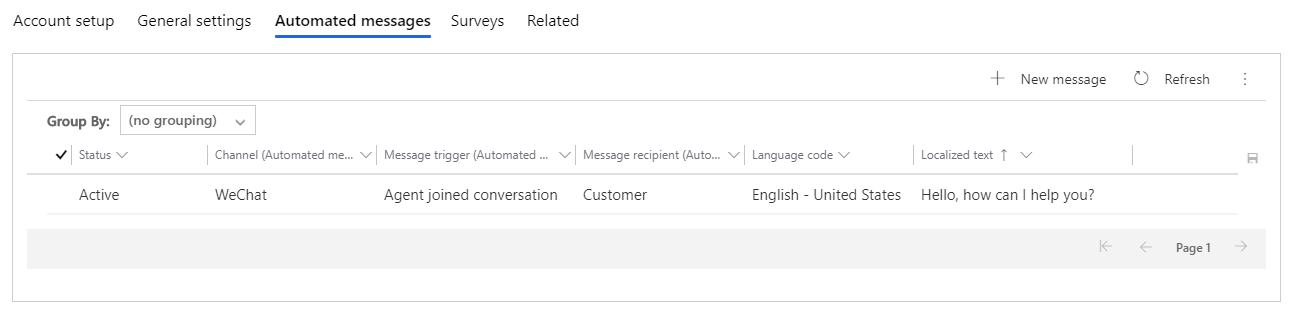 Account setup General settings Automated messages Surveys Related
New message Refresh
Group By: (no grouping)
Status Channel (Automated me... Message trigger (Automated ... Message recipient (Auto... Language code Localized text
Active WeChat Agent joined conversation Customer English - United States Hello, how can I help you?
Page 1